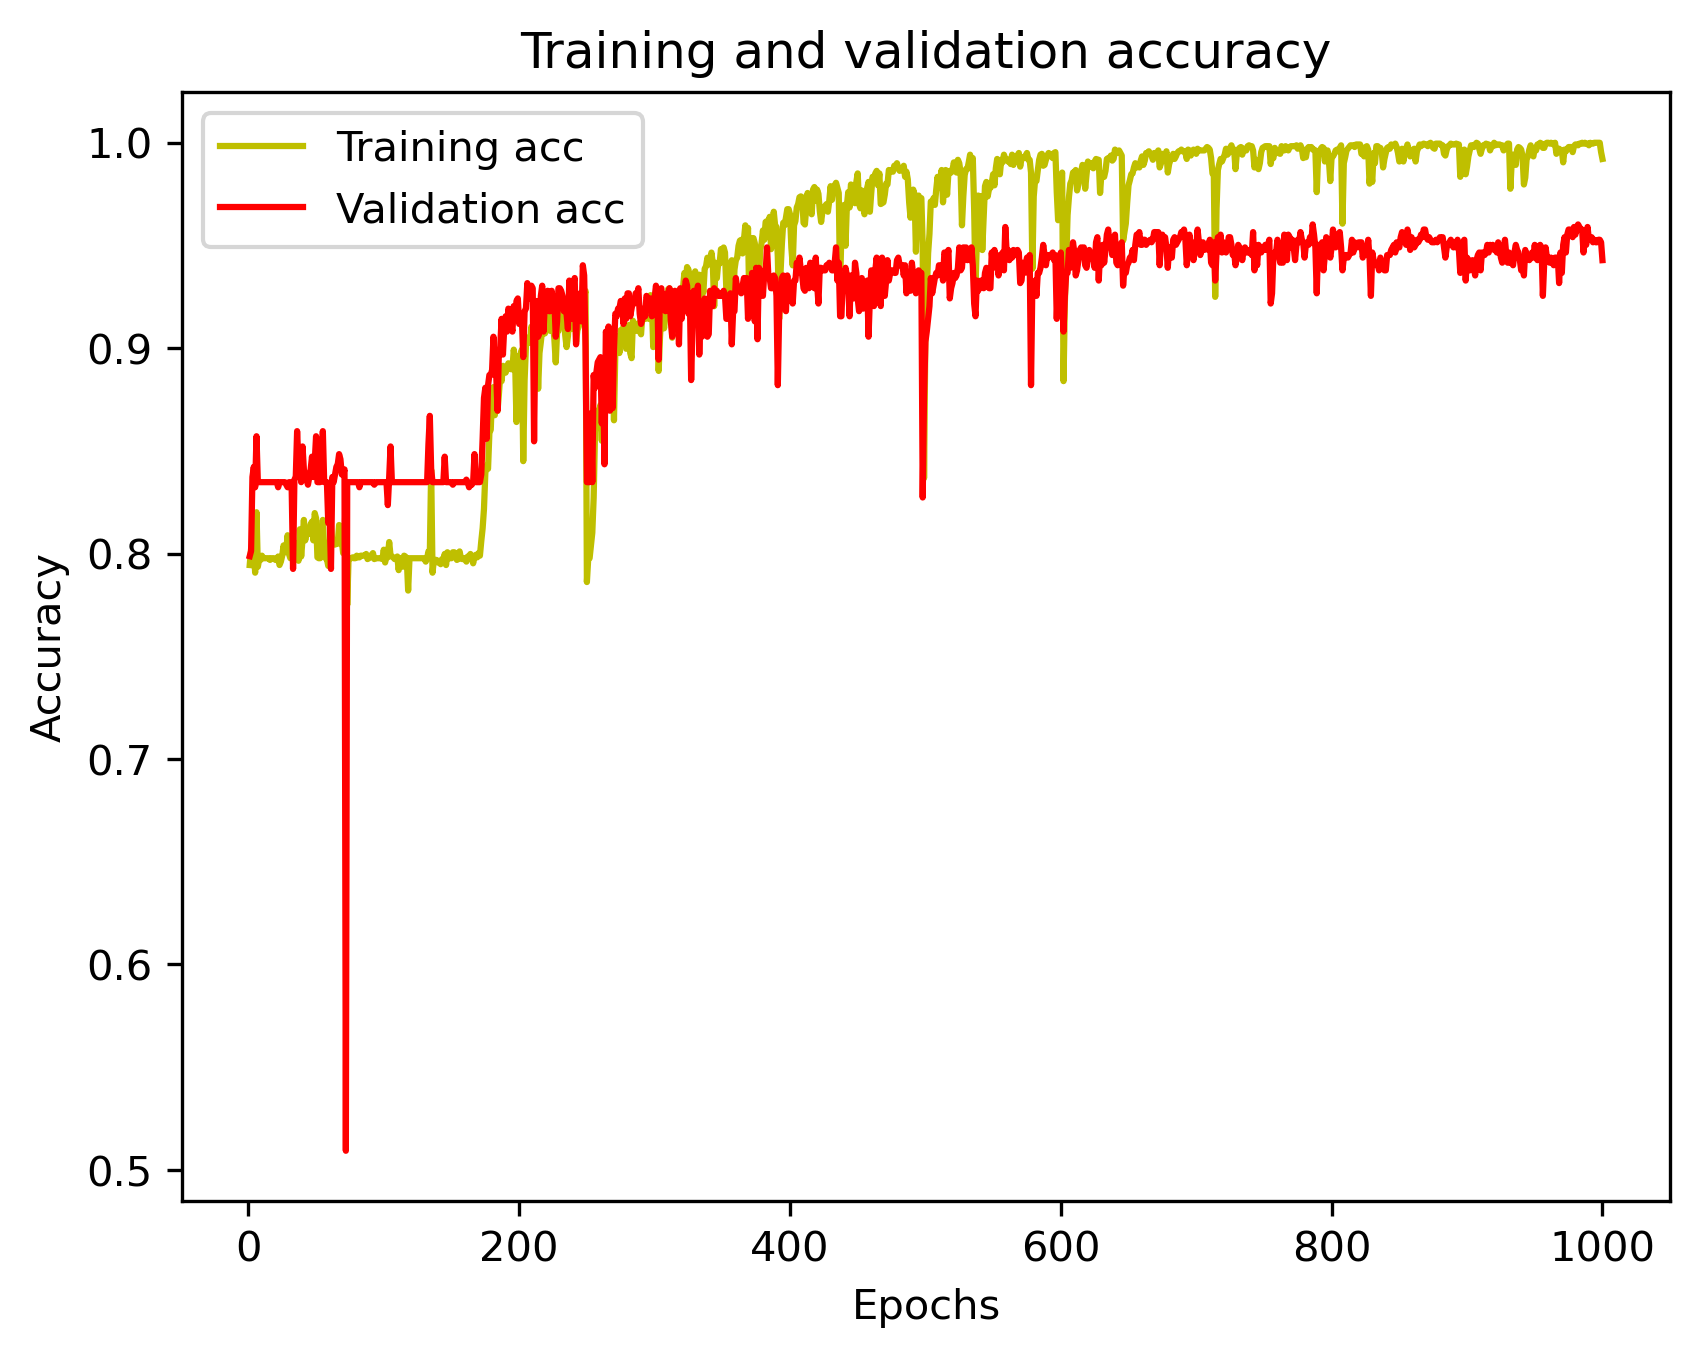 Training and validation accuracy
Training acc
Validation acc
1.0
0.9
0.8
0.7
0.6
0.5
Accuracy
0 200 400 600 800 1000
Epochs